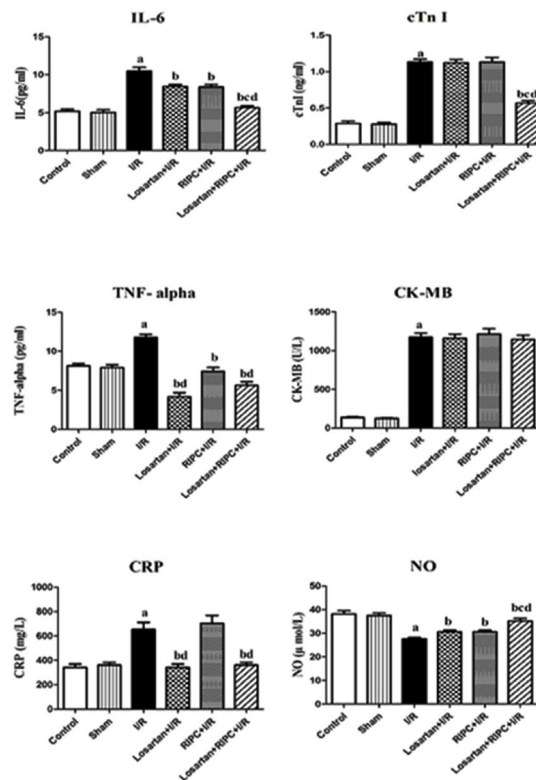 IL-6
a
b
b
bcd
IL-6(pg/ml)
15
10
5
0
Control
Sham
I/R
Losartan+I/R
RIPC+I/R
Losartan+RIPC+I/R
cTn I
a
bcd
cTnI (ng/ml)
1.5
1.0
0.5
0.0
Control
Sham
I/R
Losartan+I/R
RIPC+I/R
Losartan+RIPC+I/R
TNF- alpha
a
bd
b
bd
TNF-alpha (pg/ml)
15
10
5
0
Control
Sham
I/R
Losartan+I/R
RIPC+I/R
Losartan+RIPC+I/R
CK-MB
a
CK-MB (U/L)
1500
1000
500
0
Control
Sham
I/R
losartan+I/R
RIPC+I/R
Losartan+RIPC+I/R
CRP
a
bd
bd
CRP (mg/L)
800
600
400
200
0
Control
Sham
I/R
Losartan+I/R
RIPC+I/R
Losartan+RIPC+I/R
NO
a
b
b
bcd
NO (µ mol/L)
50
40
30
20
10
0
Control
Sham
I/R
Losartan+I/R
RIPC+I/R
Losartan+RIPC+I/R